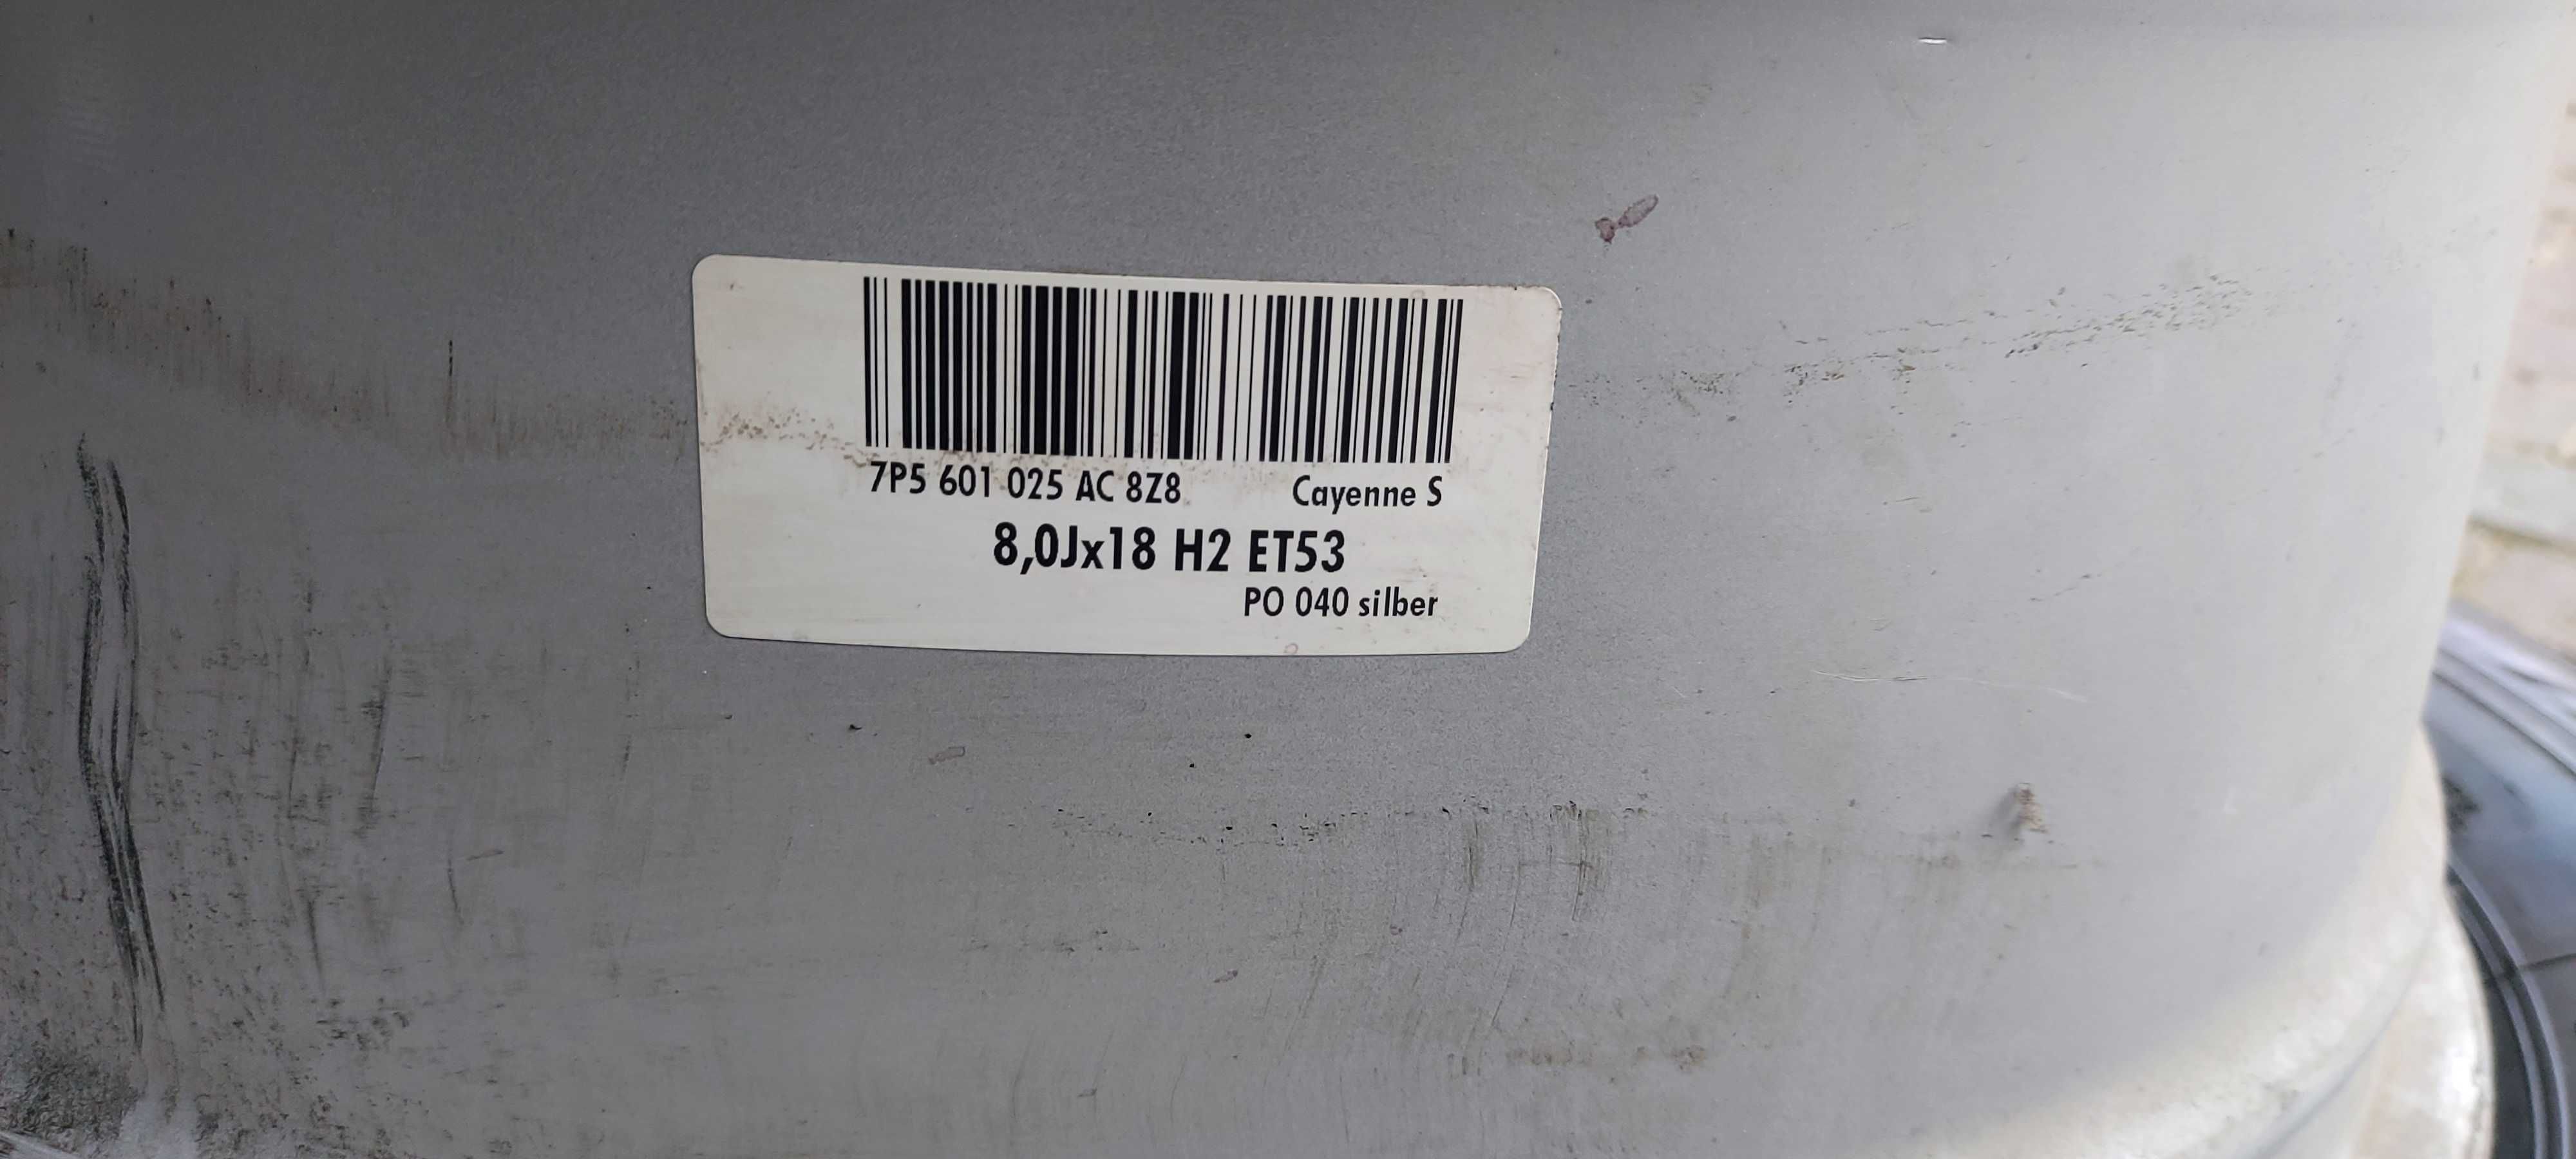 7P5 601 025 AC 8Z8 Cayenne S
8,0Jx18 H2 ET53
PO 040 silber